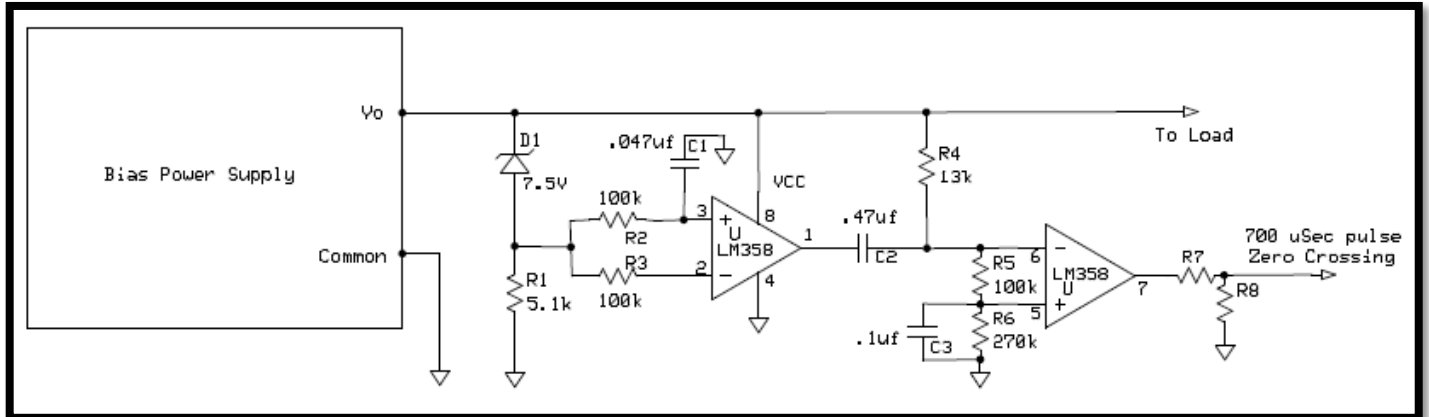 Vo
Bias Power Supply
Common
D1
7.5V
R1
5.1k
.047uf
C1
100k
R2
R3
100k
3
+
2
-
U
LM358
VCC
8
4
1
.47uf
C2
R4
13k
To Load
R5
100k
R6
270k
.1uf
C3
6
-
5
+
LM358
U
7
R7
R8
700 uSec pulse
Zero Crossing